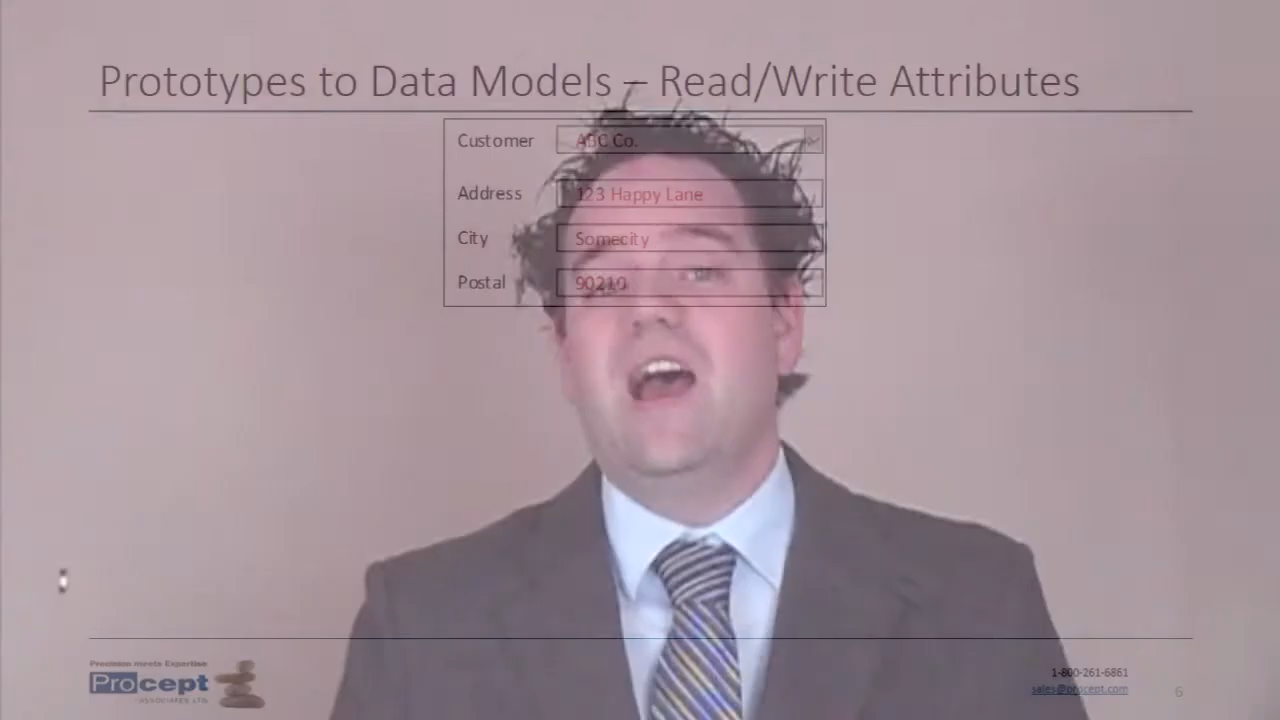 Prototypes to Data Models – Read/Write Attributes
Customer ABC Co.
Address 123 Happy Lane
City Somecity
Postal 90210
Precision meets Expertise
Procept
ASSOCIATES LTD.
1-800-261-6861
sales@procept.com
6